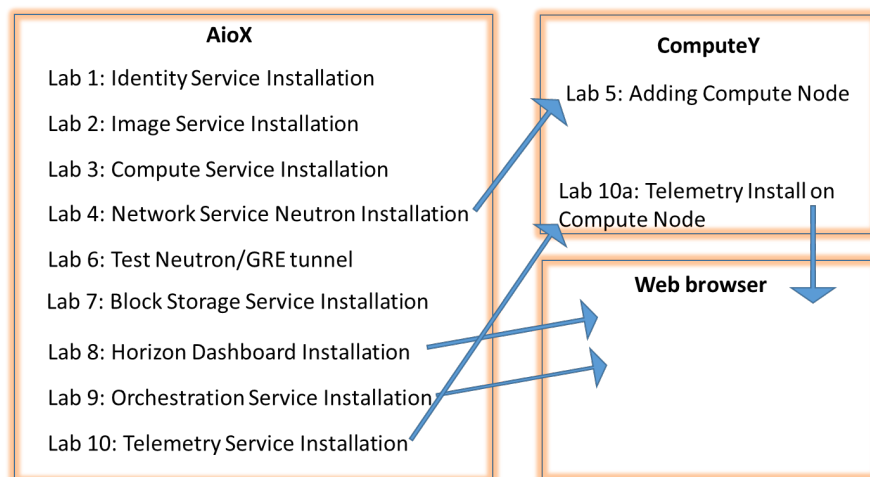 AioX
Lab 1: Identity Service Installation
Lab 2: Image Service Installation
Lab 3: Compute Service Installation
Lab 4: Network Service Neutron Installation
Lab 6: Test Neutron/GRE tunnel
Lab 7: Block Storage Service Installation
Lab 8: Horizon Dashboard Installation
Lab 9: Orchestration Service Installation
Lab 10: Telemetry Service Installation
ComputeY
Lab 5: Adding Compute Node
Lab 10a: Telemetry Install on
Compute Node
Web browser